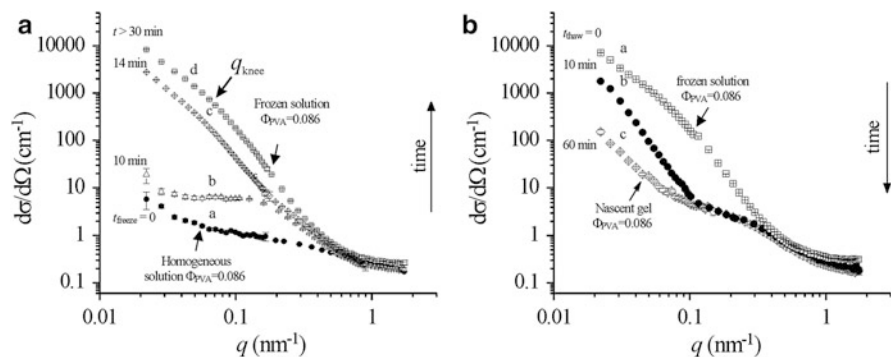 a
10000
1000
100
10
1
0.1
dσ/dΩ (cm⁻¹)
t > 30 min
14 min
10 min
t_freeze = 0
d
q_knee
c
Frozen solution
Φ_PVA=0.086
b
a
Homogeneous
solution Φ_PVA=0.086
time
0.01
0.1
1
q (nm⁻¹)
b
10000
1000
100
10
1
0.1
dσ/dΩ (cm⁻¹)
t_thaw = 0
10 min
60 min
a
b
frozen solution
Φ_PVA=0.086
c
Nascent gel
Φ_PVA=0.086
time
0.01
0.1
1
q (nm⁻¹)